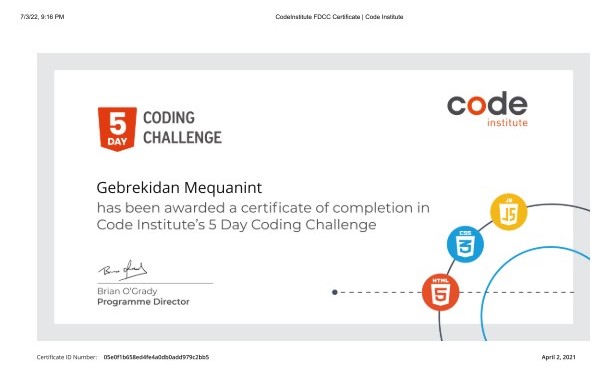 7/3/22, 9:16 PM
CodeInstitute FDCC Certificate | Code Institute
5
DAY
CODING
CHALLENGE
code
institute
Gebrekidan Mequanint
has been awarded a certificate of completion in
Code Institute's 5 Day Coding Challenge
JS
JS
CSS
3
HTML
5
Brian O'Grady
Programme Director
Certificate ID Number: 05e0f1b658ed4fe4a0db0add979c2bb5
April 2, 2021